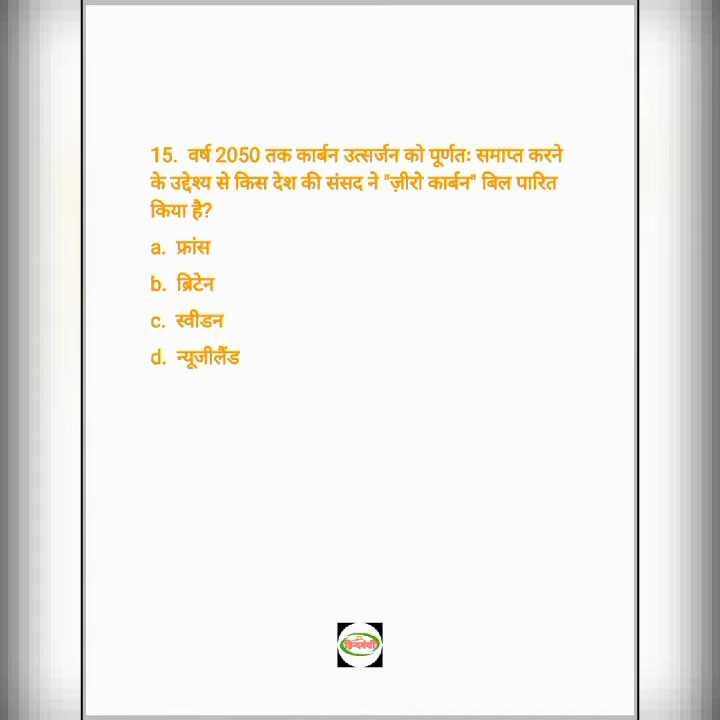 15. वर्ष 2050 तक कार्बन उत्सर्जन को पूर्णतः समाप्त करने
के उद्देश्य से किस देश की संसद ने "ज़ीरो कार्बन" बिल पारित
किया है?
a. फ्रांस
b. ब्रिटेन
c. स्वीडन
d. न्यूजीलैंड